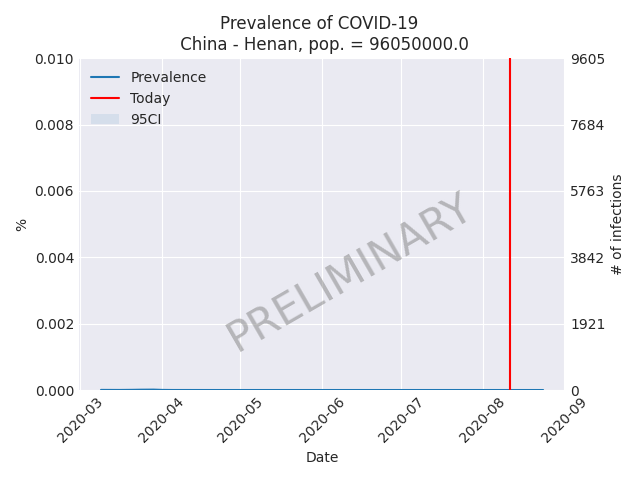 Prevalence of COVID-19
China - Henan, pop. = 96050000.0
0.010
0.008
0.006
0.004
0.002
0.000
%
Prevalence
Today
95CI
PRELIMINARY
9605
7684
5763
3842
1921
0
# of infections
2020-03
2020-04
2020-05
2020-06
2020-07
2020-08
2020-09
Date